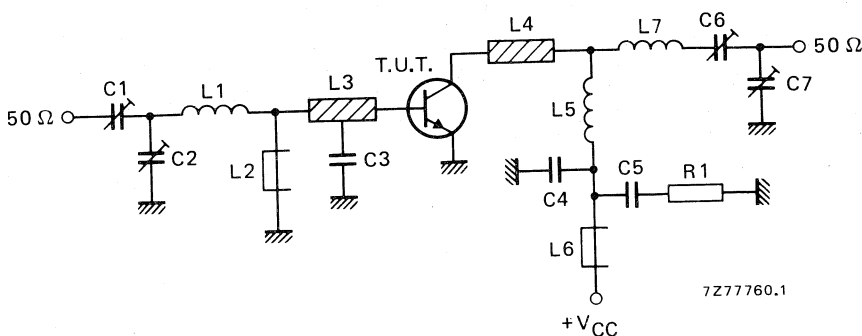 L4
L7
C6
50 Ω
T.U.T.
C7
C1
L1
L3
L5
50 Ω
C2
L2
C3
C4
C5
R1
L6
7Z77760.1
+VCC